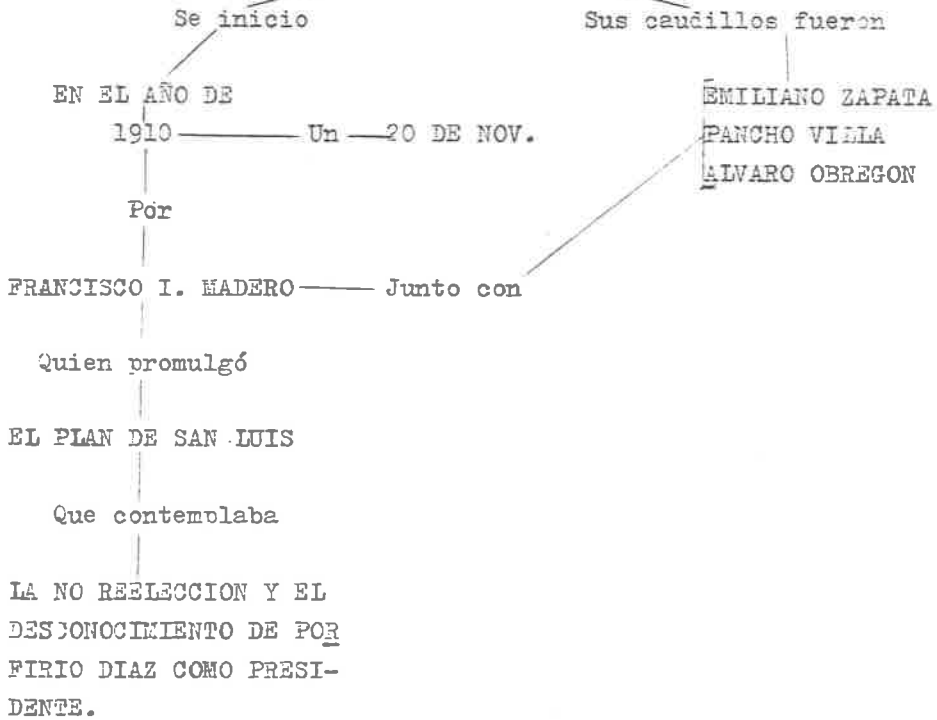 Se inicio
Sus caudillos fueron
EN EL AÑO DE
1910 Un 20 DE NOV.
EMILIANO ZAPATA
PANCHO VILLA
ALVARO OBREGON
Por
FRANCISCO I. MADERO Junto con
Quien promulgó
EL PLAN DE SAN LUIS
Que contemplaba
LA NO REELECCION Y EL
DESCONOCIMIENTO DE POR
FIRIO DIAZ COMO PRESI-
DENTE.